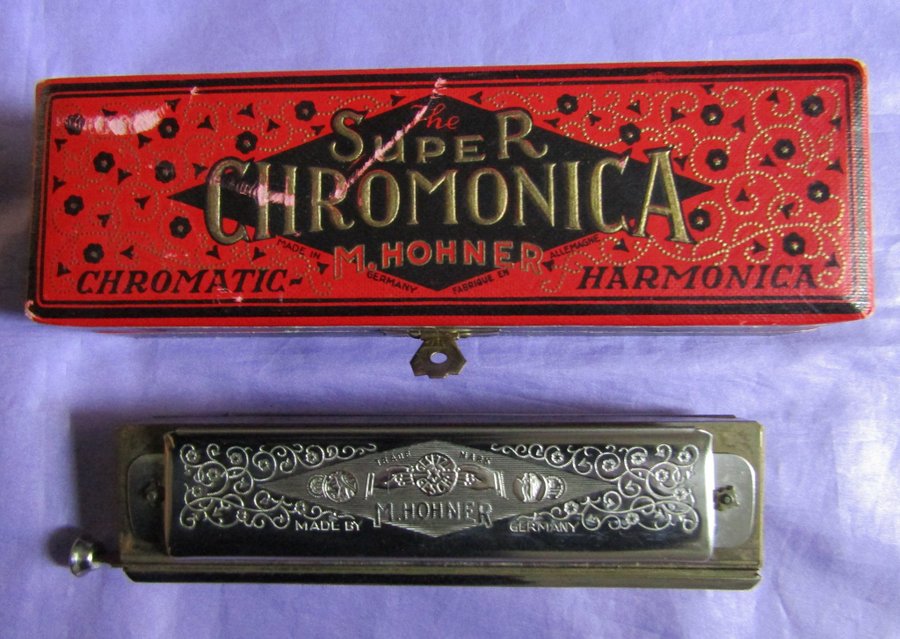 The
SUPER
CHROMONICA
MADE IN GERMANY FABRIQUE EN ALLEMAGNE
M. HOHNER
CHROMATIC- HARMONICA
TRADE MARK
MADE BY M. HOHNER GERMANY